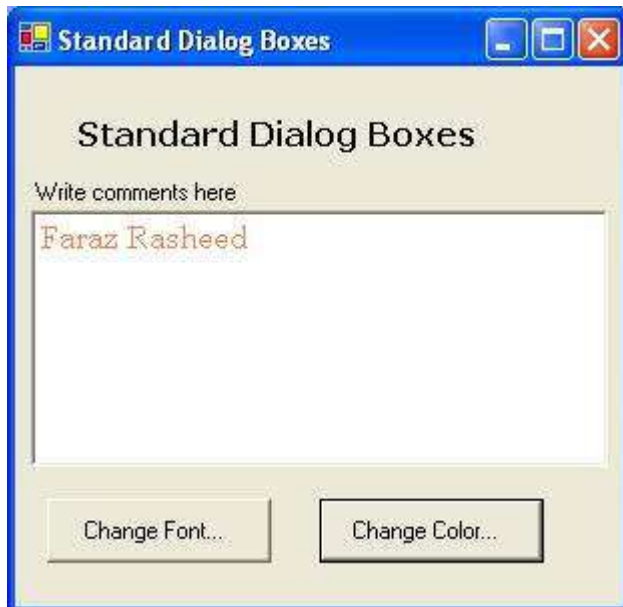 Standard Dialog Boxes
Standard Dialog Boxes
Write comments here
Faraz Rasheed
Change Font...
Change Color...